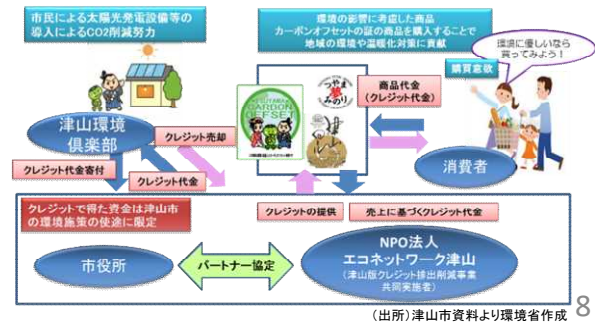 市民による太陽光発電設備等の
導入によるCO2削減努力
環境の影響に考慮した商品
カーボンオフセットの証の商品を購入することで
地域の環境や温暖化対策に貢献
環境に優しいなら
買ってみよう！
購買意欲
商品代金
（クレジット代金）
つやま
夢
みのり
TSUYAMA
CARBON
OFFSET
津山環境
倶楽部
クレジット売却
消費者
クレジット代金寄付
クレジット代金
クレジットで得た資金は津山市
の環境施策の使途に限定
クレジットの提供
売上に基づくクレジット代金
市役所
パートナー協定
NPO法人
エコネットワーク津山
（津山版クレジット排出削減事業
共同実施者）
（出所）津山市資料より環境省作成
8